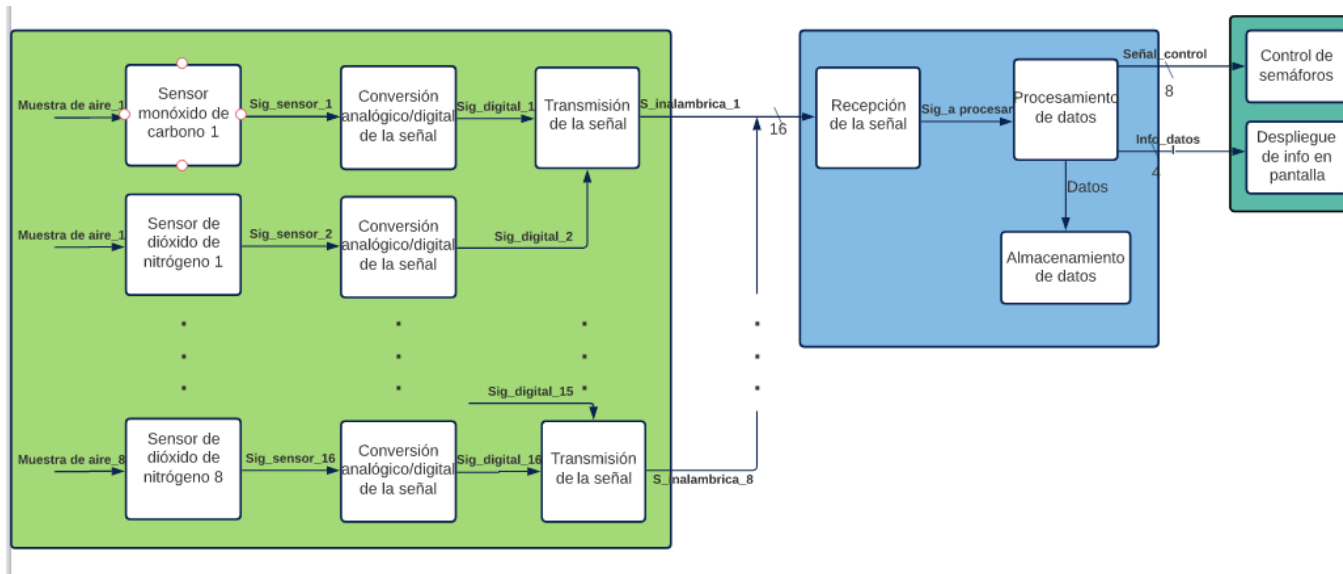 Muestra de aire_1
Sensor
monóxido de
carbono 1
Sig_sensor_1
Conversión
analógico/digital
de la señal
Sig_digital_1
Transmisión
de la señal
S_inalambrica_1
16
Recepción
de la señal
Sig_a procesar
Procesamiento
de datos
Señal_control
8
Control de
semáforos
Info_datos
4
Despliegue
de info en
pantalla
Datos
Almacenamiento
de datos
Muestra de aire_1
Sensor de
dióxido de
nitrógeno 1
Sig_sensor_2
Conversión
analógico/digital
de la señal
Sig_digital_2
Sig_digital_15
Muestra de aire_8
Sensor de
dióxido de
nitrógeno 8
Sig_sensor_16
Conversión
analógico/digital
de la señal
Sig_digital_16
Transmisión
de la señal
S_inalambrica_8